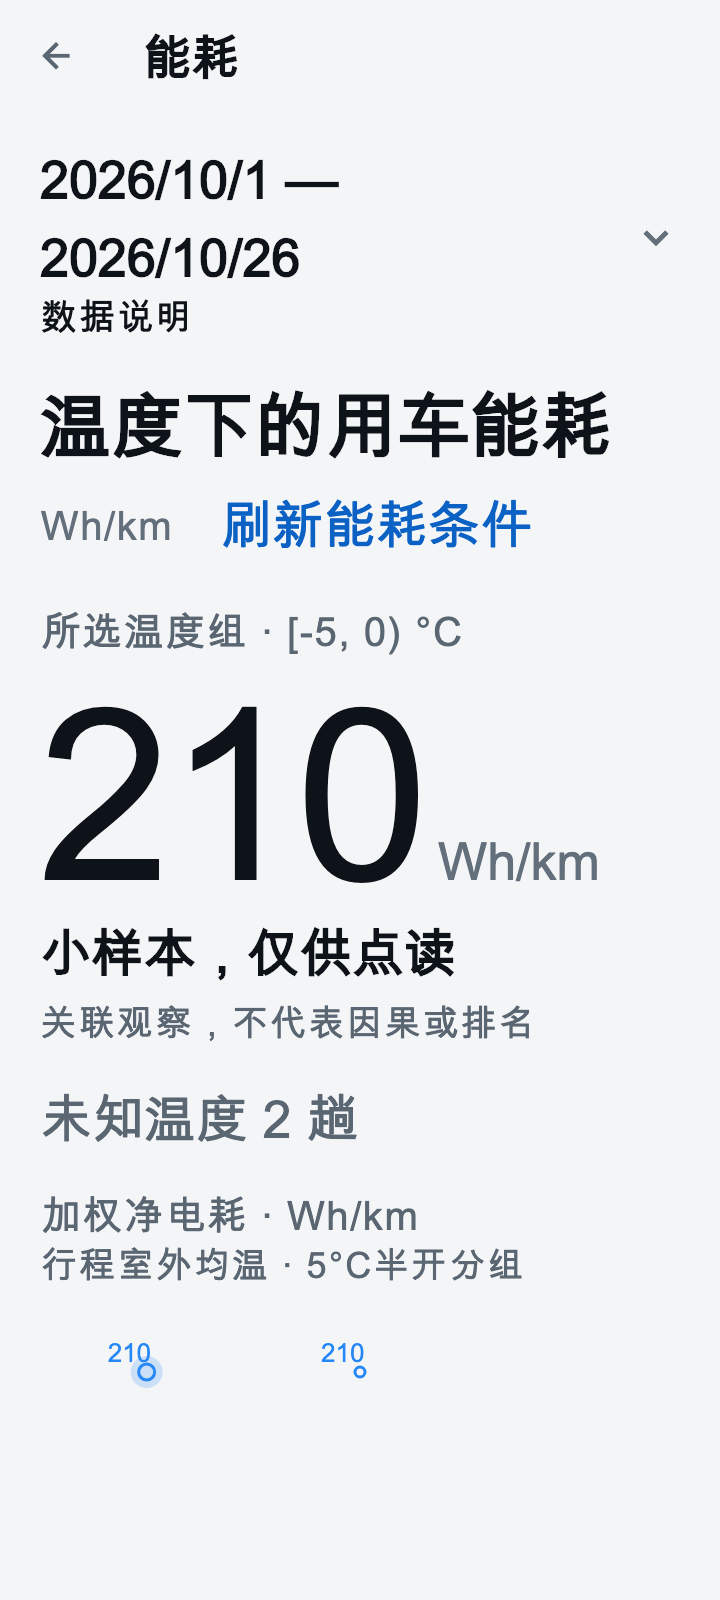 能耗
2026/10/1 —
2026/10/26
数据说明
温度下的用车能耗
Wh/km 刷新能耗条件
所选温度组 · [-5, 0) °C
210 Wh/km
小样本，仅供点读
关联观察，不代表因果或排名
未知温度 2 趟
加权净电耗 · Wh/km
行程室外均温 · 5°C半开分组
210 210